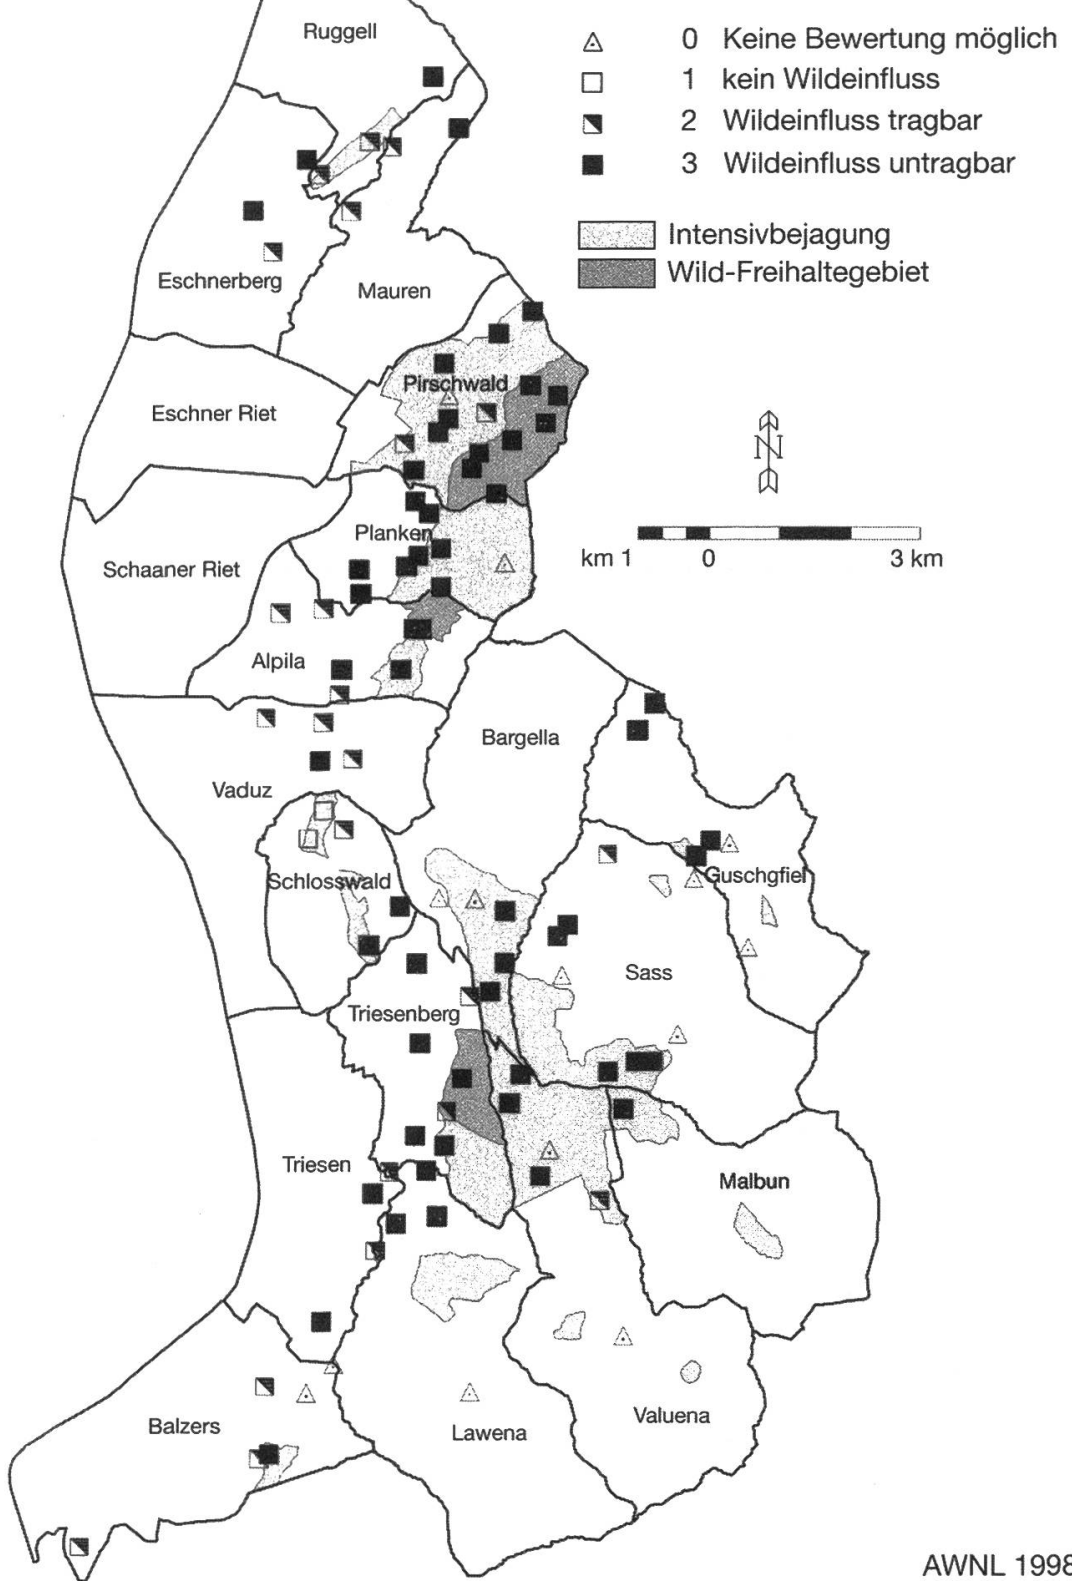 Ruggell
0 Keine Bewertung möglich
1 kein Wildeinfluss
2 Wildeinfluss tragbar
3 Wildeinfluss untragbar
Intensivbejagung
Wild-Freihaltegebiet
Eschnerberg
Mauren
Pirschwald
Eschner Riet
N
Planken
km 1 0 3 km
Schaaner Riet
Alpila
Bargella
Vaduz
Guschgfiel
Schlosswald
Sass
Triesenberg
Triesen
Malbun
Balzers
Lawena
Valuena
AWNL 1998